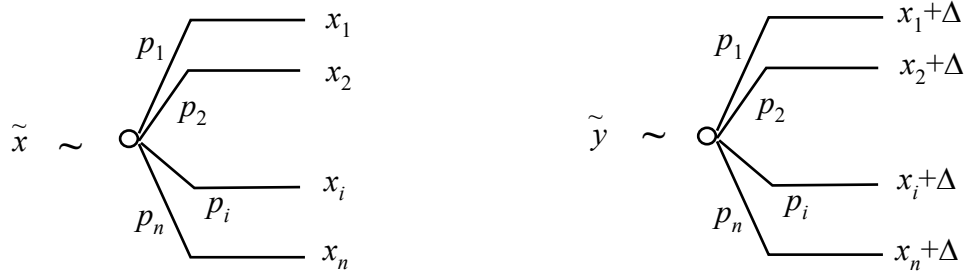 x₁ x₁+Δ
p₁ p₁
x₂ x₂+Δ
p₂ p₂
x̃ ~ ỹ ~
xᵢ xᵢ+Δ
pᵢ pᵢ
pₙ pₙ
xₙ xₙ+Δ